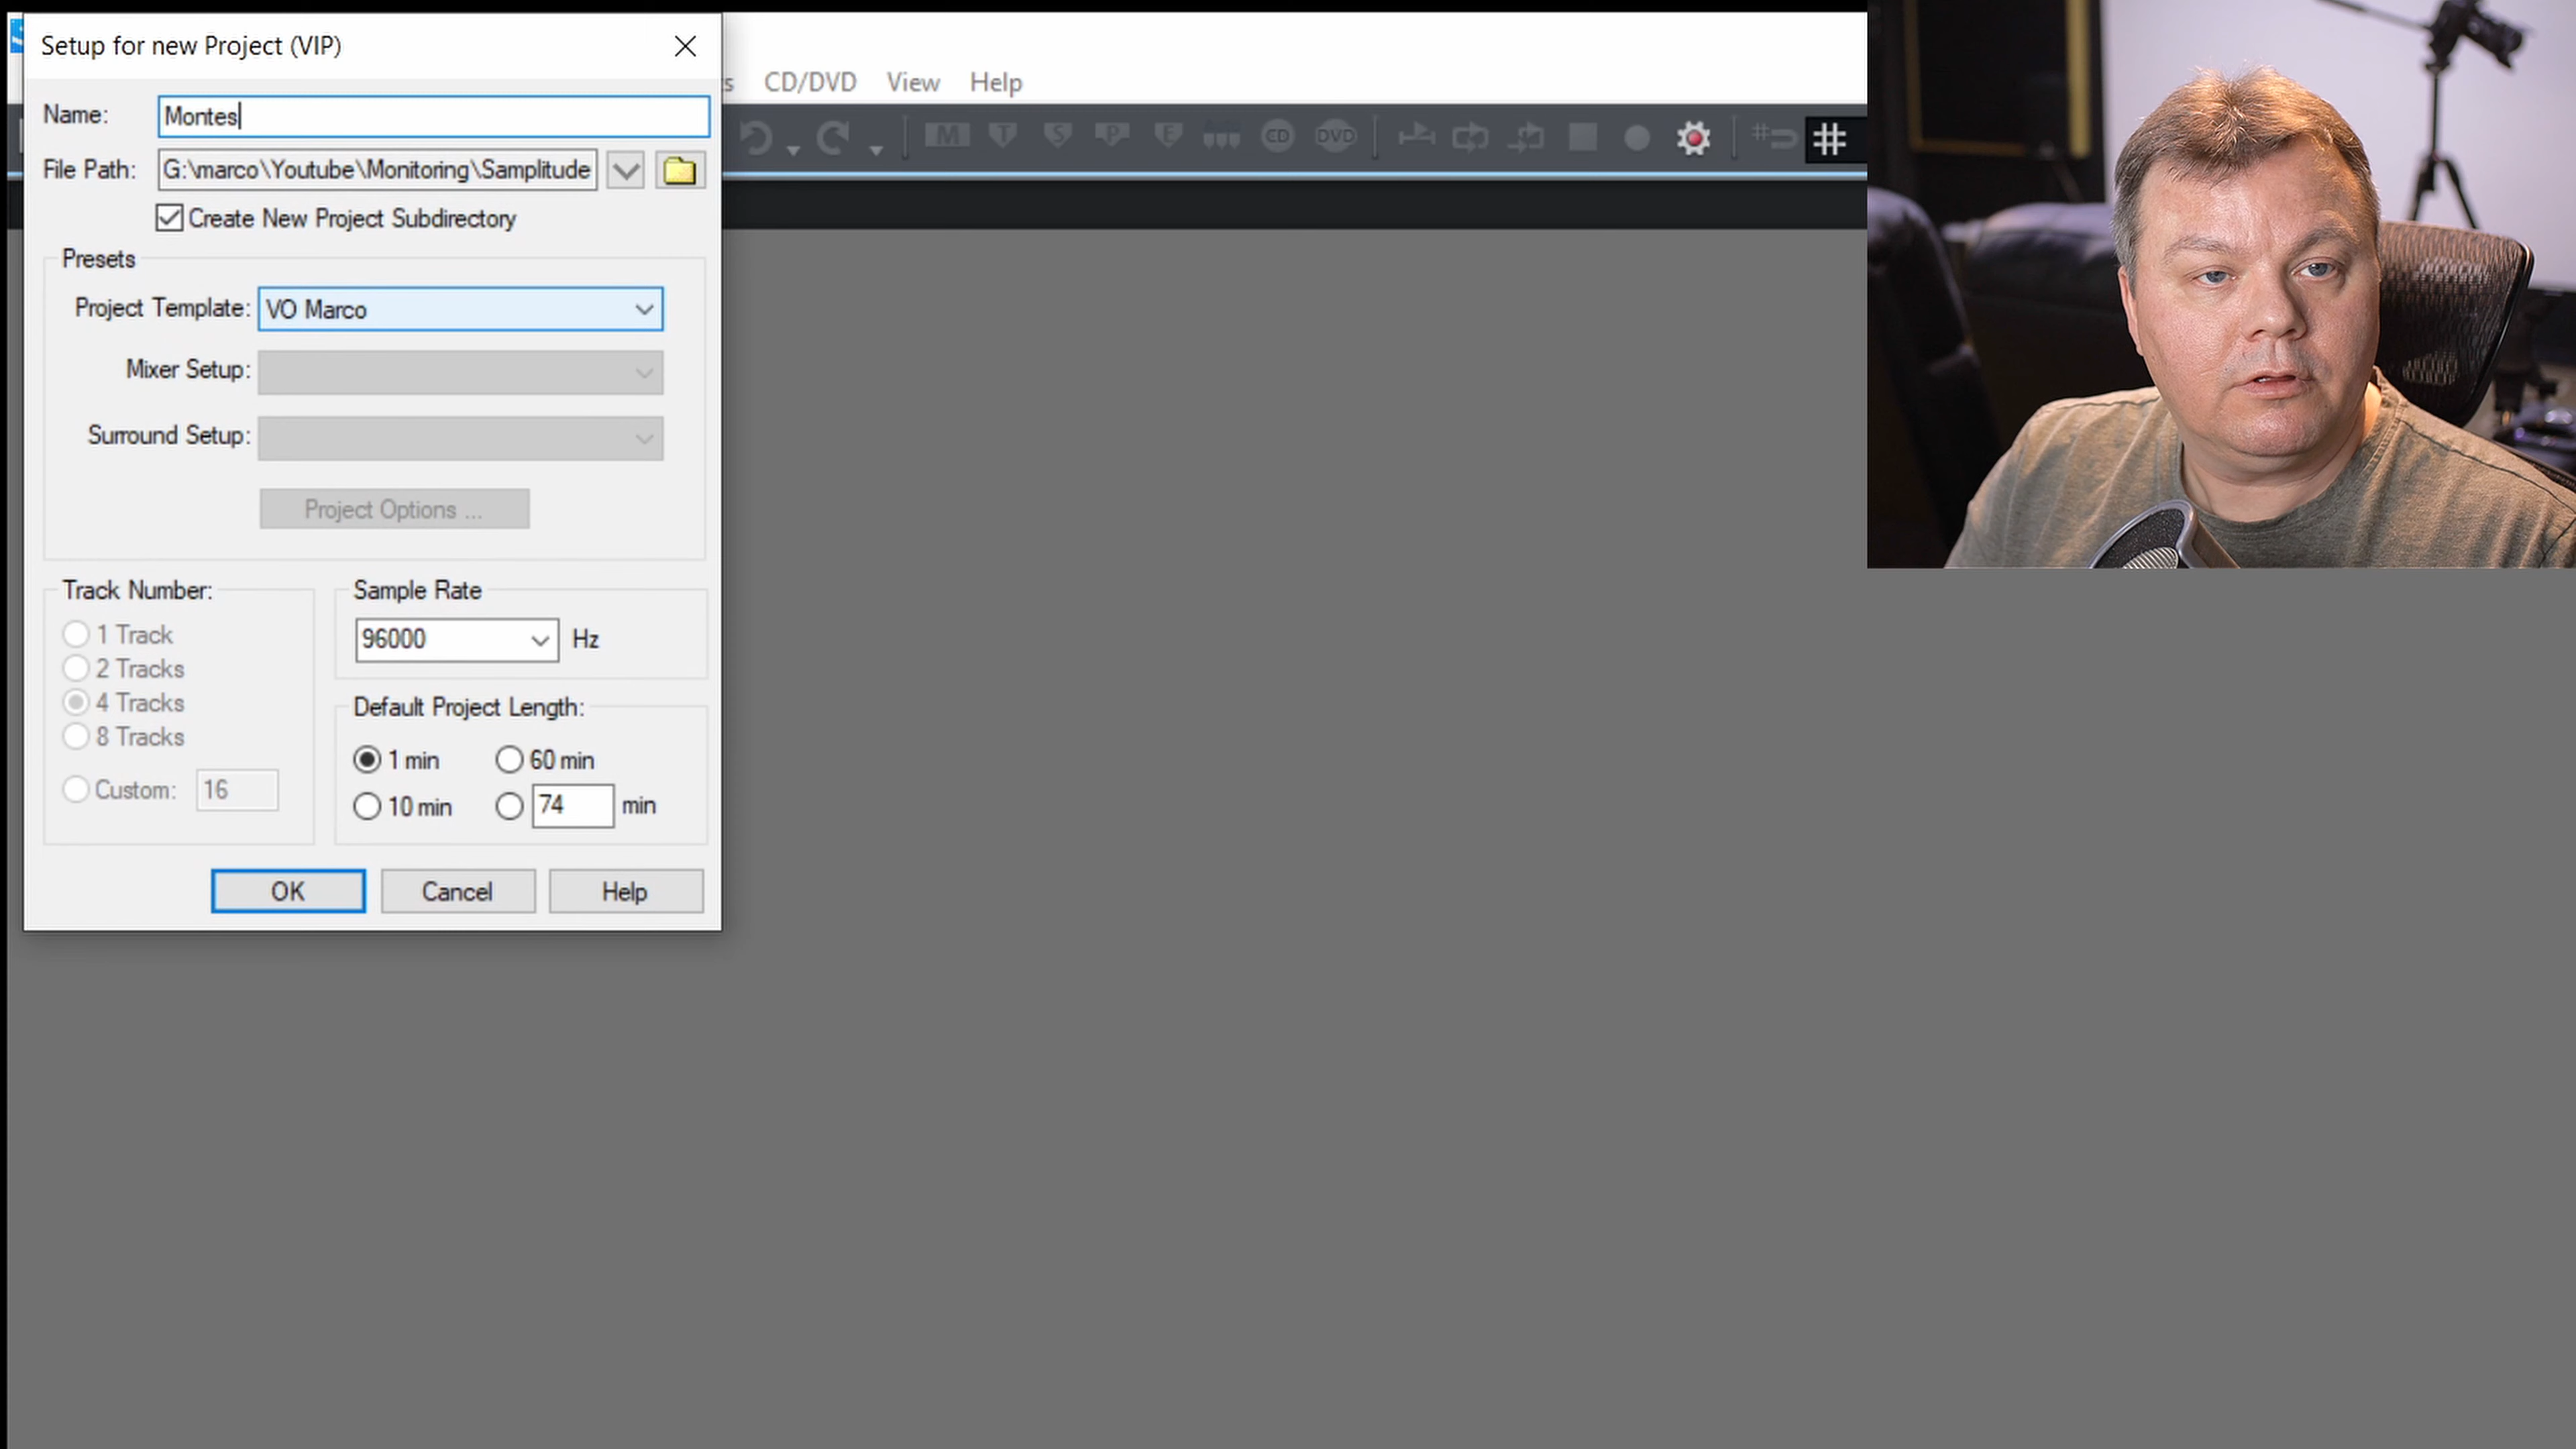 Setup for new Project (VIP)
s CD/DVD View Help
Name: Montes
File Path: G:\marco\Youtube\Monitoring\Samplitude
Create New Project Subdirectory
Presets
Project Template: VO Marco
Mixer Setup:
Surround Setup:
Project Options ...
Track Number:
1 Track
2 Tracks
4 Tracks
8 Tracks
Custom: 16
Sample Rate
96000 Hz
Default Project Length:
1 min 60 min
10 min 74 min
OK Cancel Help
M T S P E CD DVD